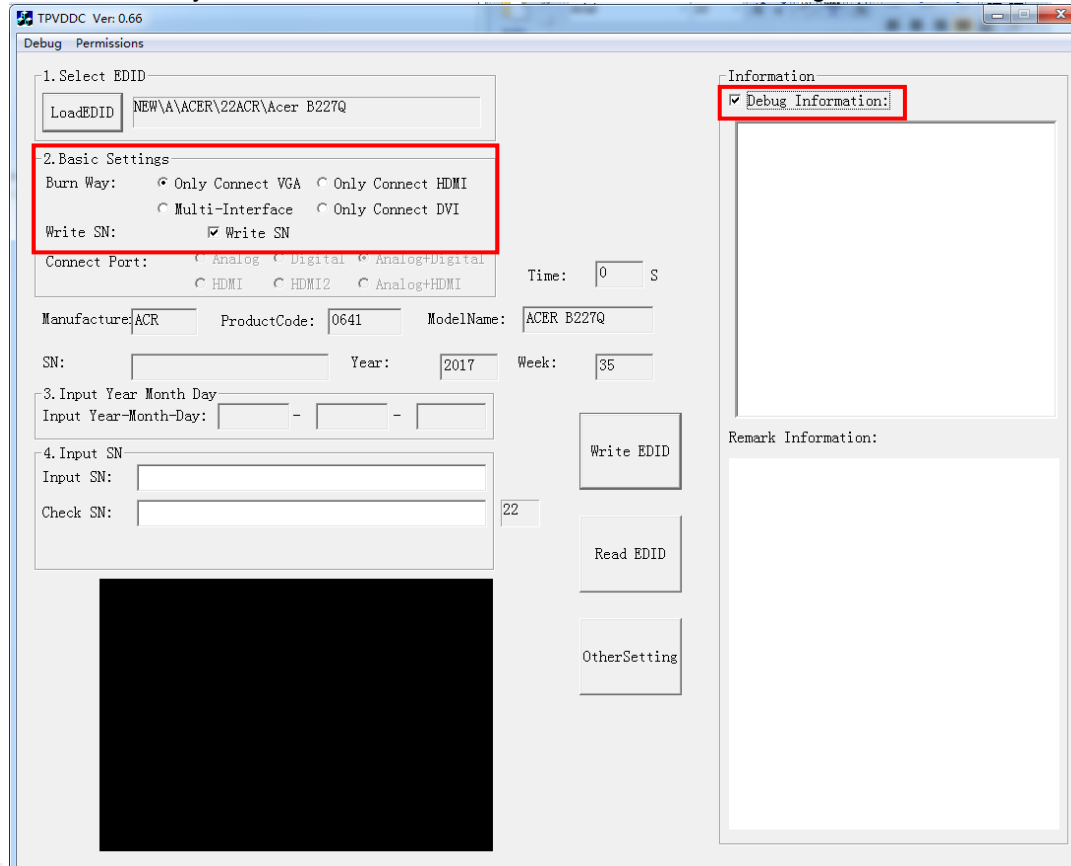 TPVDDC Ver: 0.66
Debug Permissions
1.Select EDID
LoadEDID NEW\A\ACER\22ACR\Acer B227Q
2.Basic Settings
Burn Way: Only Connect VGA Only Connect HDMI
Multi-Interface Only Connect DVI
Write SN: Write SN
Connect Port: Analog Digital Analog+Digital
HDMI HDMI2 Analog+HDMI
Time: 0 S
Manufacture: ACR ProductCode: 0641 ModelName: ACER B227Q
SN: Year: 2017 Week: 35
3.Input Year Month Day
Input Year-Month-Day: - -
4.Input SN
Input SN:
Check SN: 22
Write EDID
Read EDID
OtherSetting
Information
Debug Information:
Remark Information: